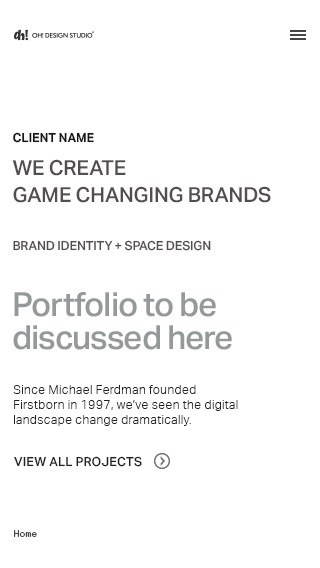 oh! OH! DESIGN STUDIO
CLIENT NAME
WE CREATE
GAME CHANGING BRANDS
BRAND IDENTITY + SPACE DESIGN
Portfolio to be
discussed here
Since Michael Ferdman founded
Firstborn in 1997, we've seen the digital
landscape change dramatically.
VIEW ALL PROJECTS
Home